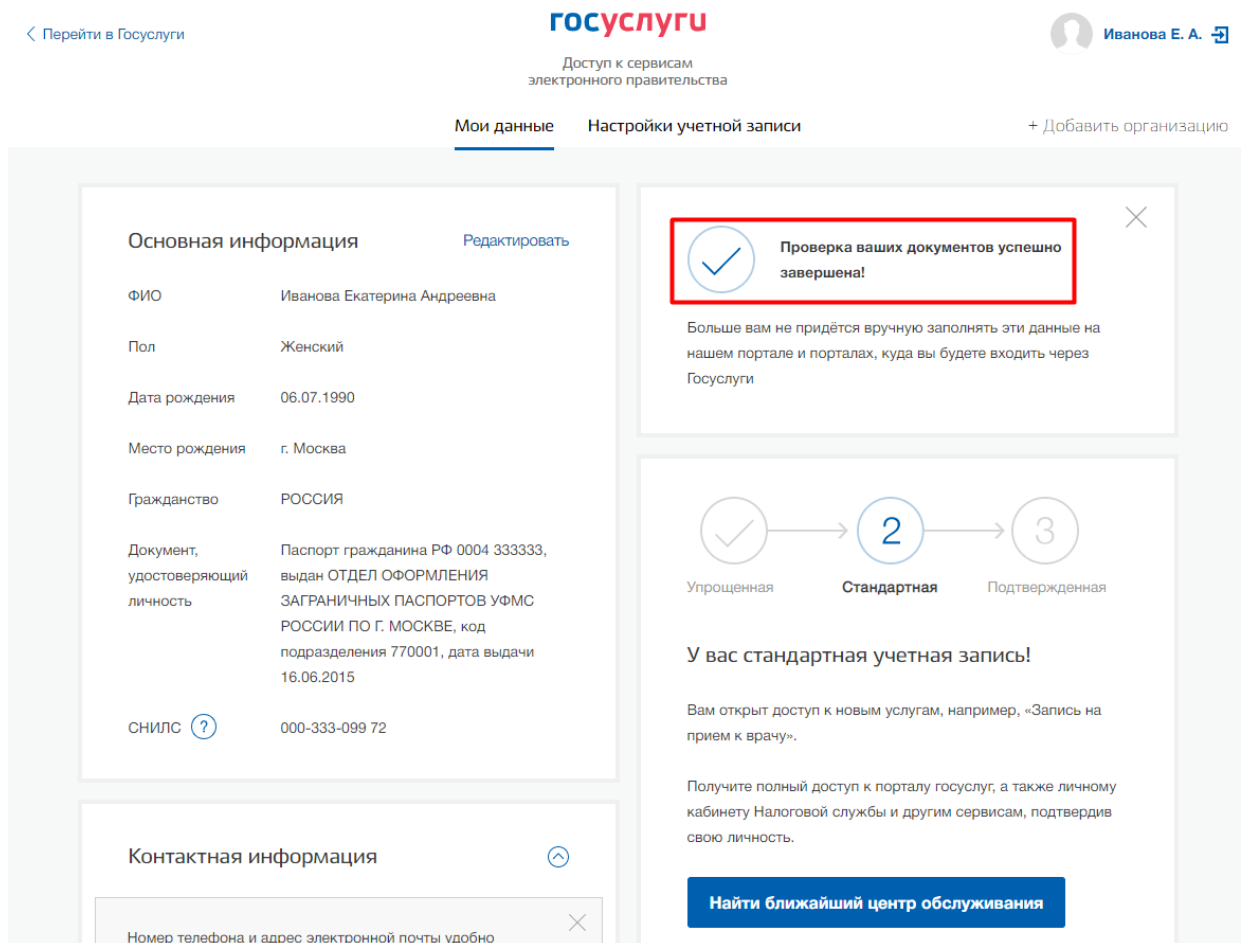 Перейти в Госуслуги
госуслуги
Доступ к сервисам
электронного правительства
Иванова Е. А.
Мои данные
Настройки учетной записи
+ Добавить организацию
Основная информация
Редактировать
ФИО
Иванова Екатерина Андреевна
Пол
Женский
Дата рождения
06.07.1990
Место рождения
г. Москва
Гражданство
РОССИЯ
Документ,
удостоверяющий
личность
Паспорт гражданина РФ 0004 333333,
выдан ОТДЕЛ ОФОРМЛЕНИЯ
ЗАГРАНИЧНЫХ ПАСПОРТОВ УФМС
РОССИИ ПО Г. МОСКВЕ, код
подразделения 770001, дата выдачи
16.06.2015
СНИЛС ?
000-333-099 72
Контактная информация
Номер телефона и адрес электронной почты удобно
Проверка ваших документов успешно
завершена!
Больше вам не придётся вручную заполнять эти данные на
нашем портале и порталах, куда вы будете входить через
Госуслуги
2
3
Упрощенная
Стандартная
Подтвержденная
У вас стандартная учетная запись!
Вам открыт доступ к новым услугам, например, «Запись на
прием к врачу».
Получите полный доступ к порталу госуслуг, а также личному
кабинету Налоговой службы и другим сервисам, подтвердив
свою личность.
Найти ближайший центр обслуживания